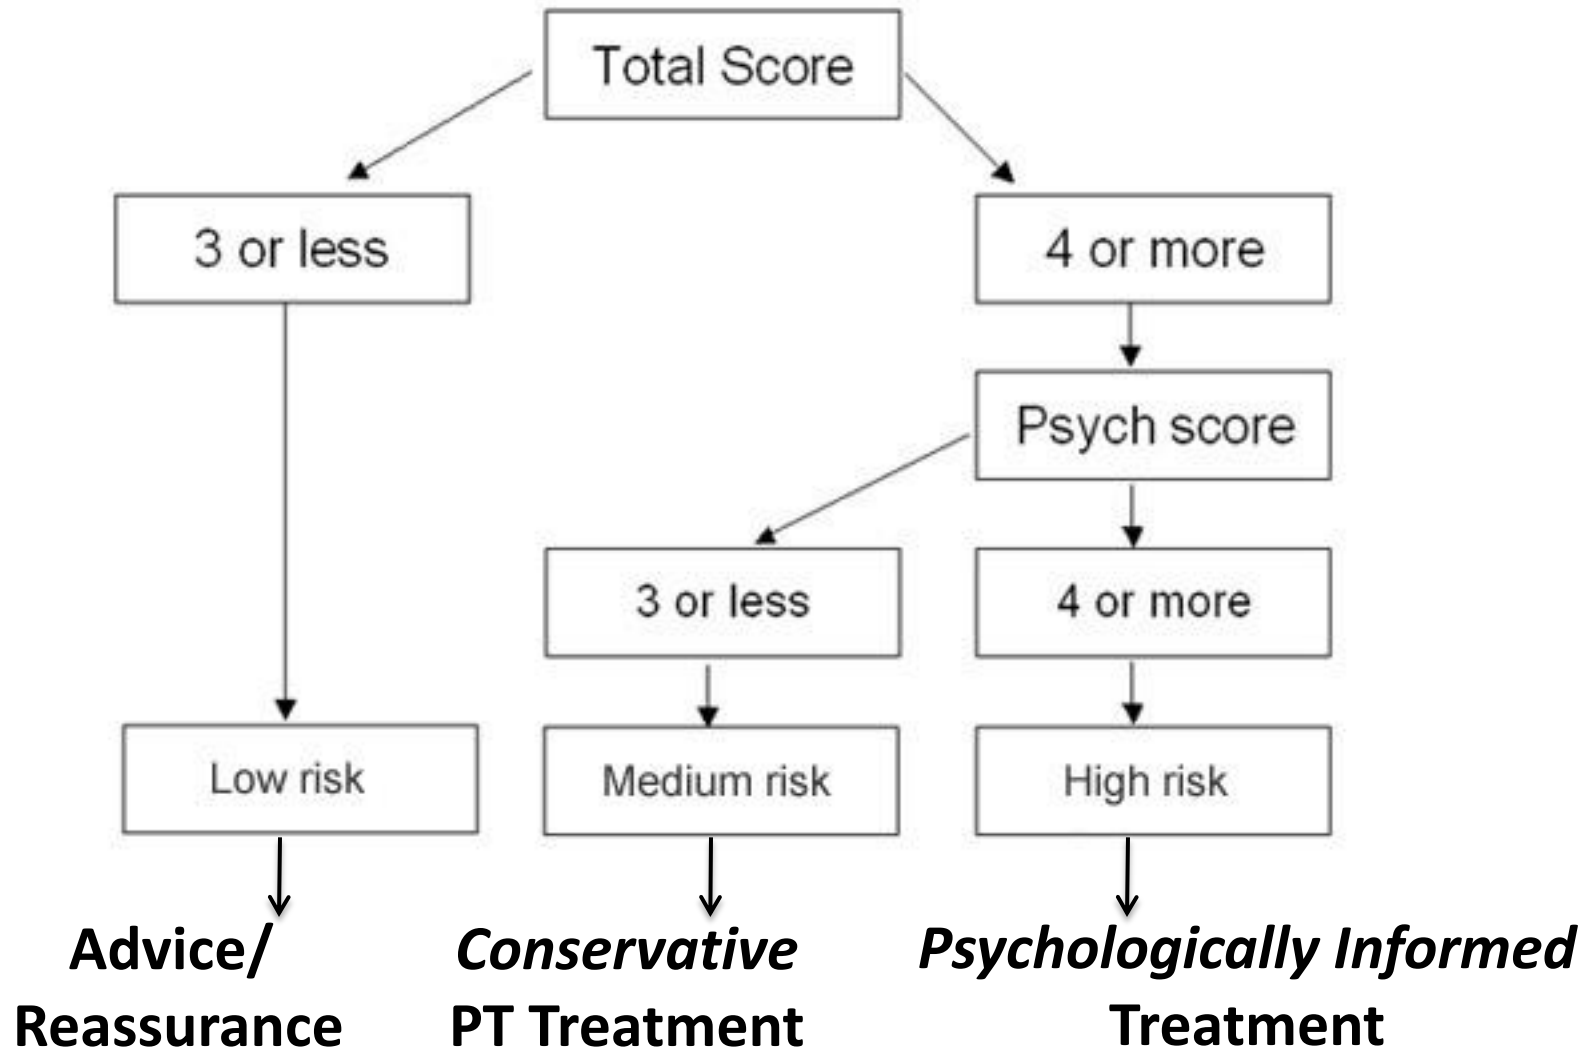 Total Score
3 or less
4 or more
Psych score
3 or less
4 or more
Low risk
Medium risk
High risk
Advice/
Reassurance
Conservative
PT Treatment
Psychologically Informed
Treatment